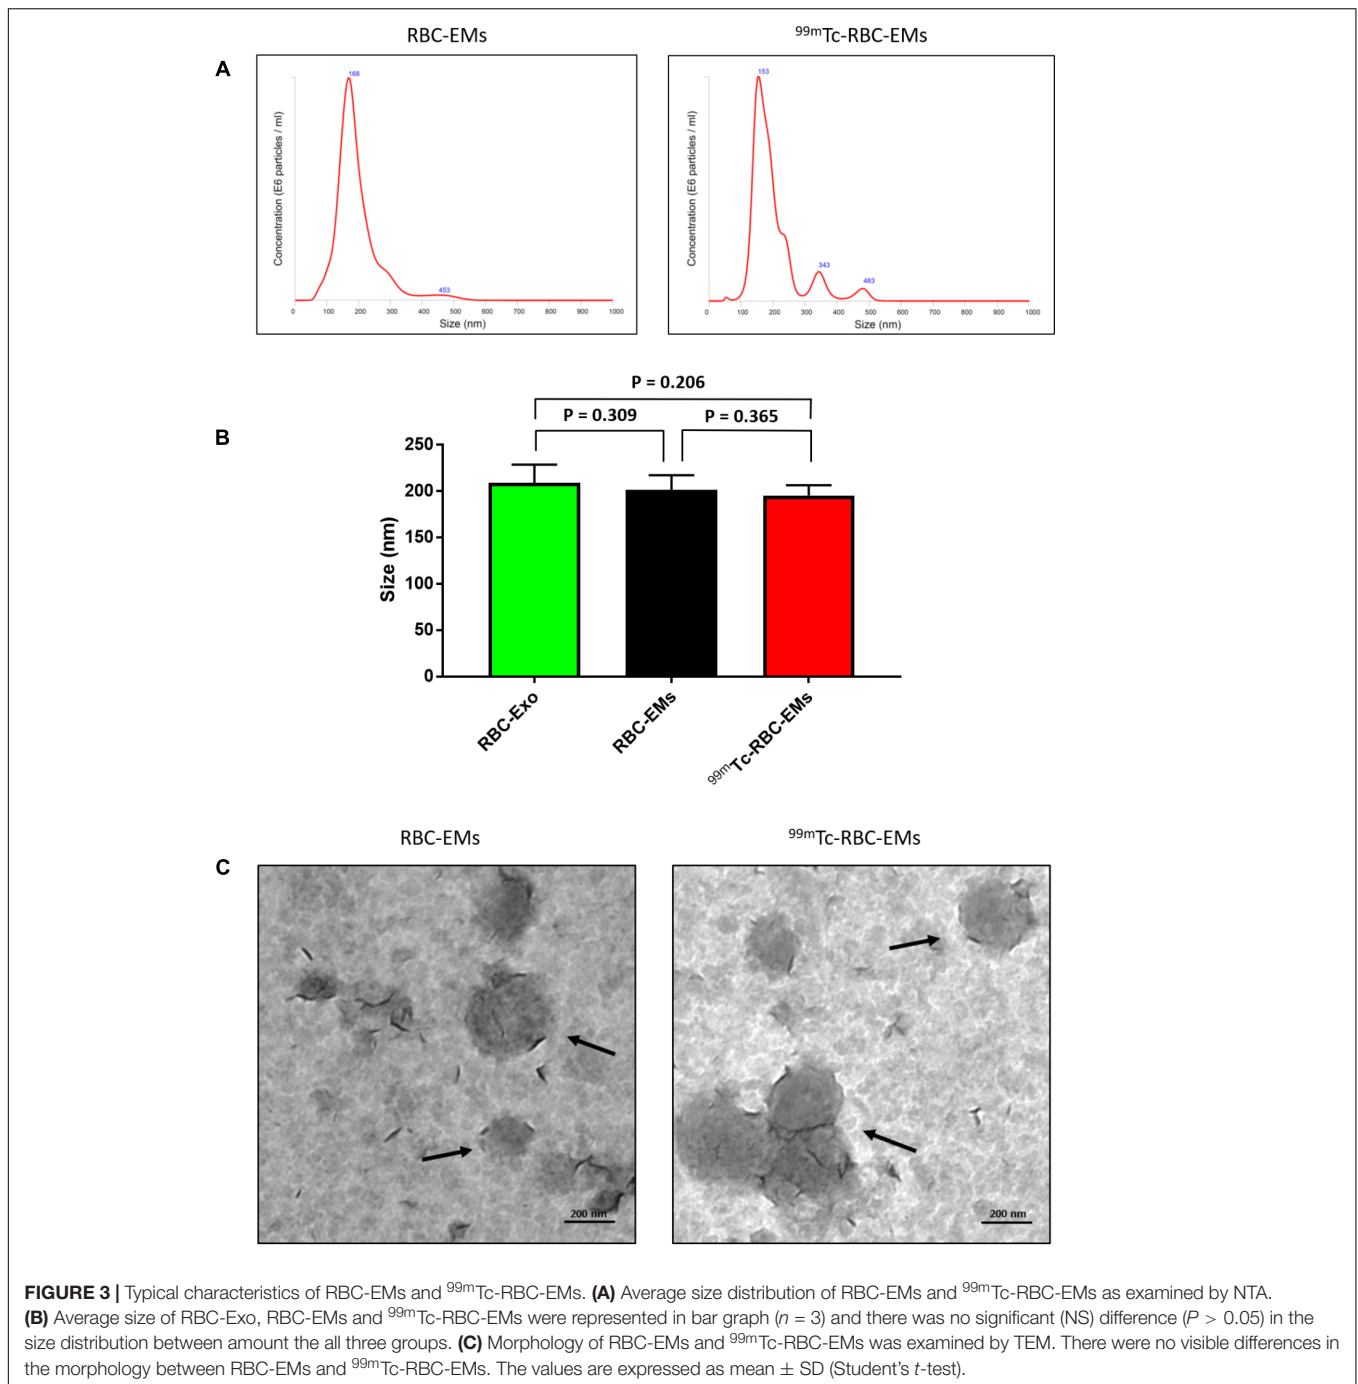 RBC-EMs
99mTc-RBC-EMs
A
168
453
Concentration (E6 particles / ml)
0 100 200 300 400 500 600 700 800 900 1000
Size (nm)
153
343
483
Concentration (E6 particles / ml)
0 100 200 300 400 500 600 700 800 900 1000
Size (nm)
B
P = 0.206
P = 0.309
P = 0.365
250
200
150
100
50
0
Size (nm)
RBC-Exo
RBC-EMs
99mTc-RBC-EMs
RBC-EMs
99mTc-RBC-EMs
C
200 nm
200 nm
FIGURE 3 | Typical characteristics of RBC-EMs and 99mTc-RBC-EMs. (A) Average size distribution of RBC-EMs and 99mTc-RBC-EMs as examined by NTA.
(B) Average size of RBC-Exo, RBC-EMs and 99mTc-RBC-EMs were represented in bar graph (n = 3) and there was no significant (NS) difference (P > 0.05) in the
size distribution between amount the all three groups. (C) Morphology of RBC-EMs and 99mTc-RBC-EMs was examined by TEM. There were no visible differences in
the morphology between RBC-EMs and 99mTc-RBC-EMs. The values are expressed as mean ± SD (Student's t-test).